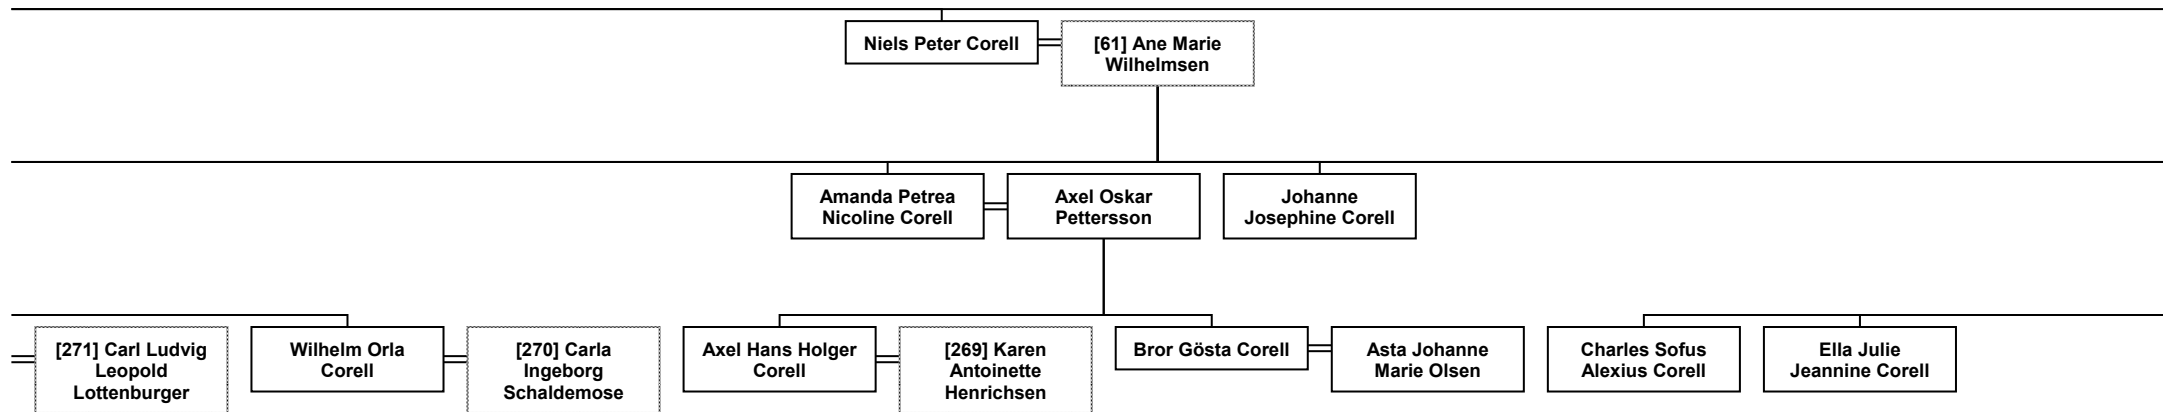 Niels Peter Corell
[61] Ane Marie
Wilhelmsen
Amanda Petrea
Nicoline Corell
Axel Oskar
Pettersson
Johanne
Josephine Corell
[271] Carl Ludvig
Leopold
Lottenburger
Wilhelm Orla
Corell
[270] Carla
Ingeborg
Schaldemose
Axel Hans Holger
Corell
[269] Karen
Antoinette
Henrichsen
Bror Gösta Corell
Asta Johanne
Marie Olsen
Charles Sofus
Alexius Corell
Ella Julie
Jeannine Corell